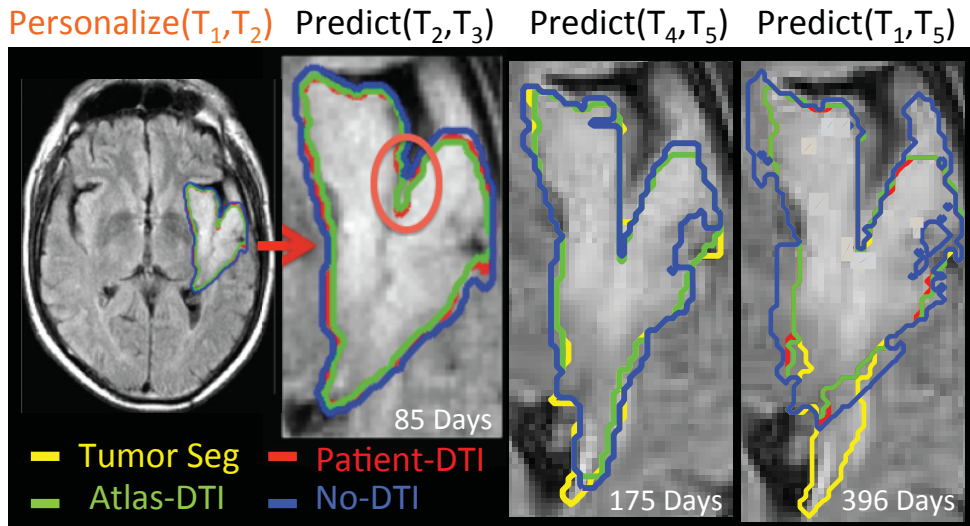 Personalize(T₁,T₂) Predict(T₂,T₃) Predict(T₄,T₅) Predict(T₁,T₅)
85 Days
175 Days
396 Days
Tumor Seg
Patient-DTI
Atlas-DTI
No-DTI